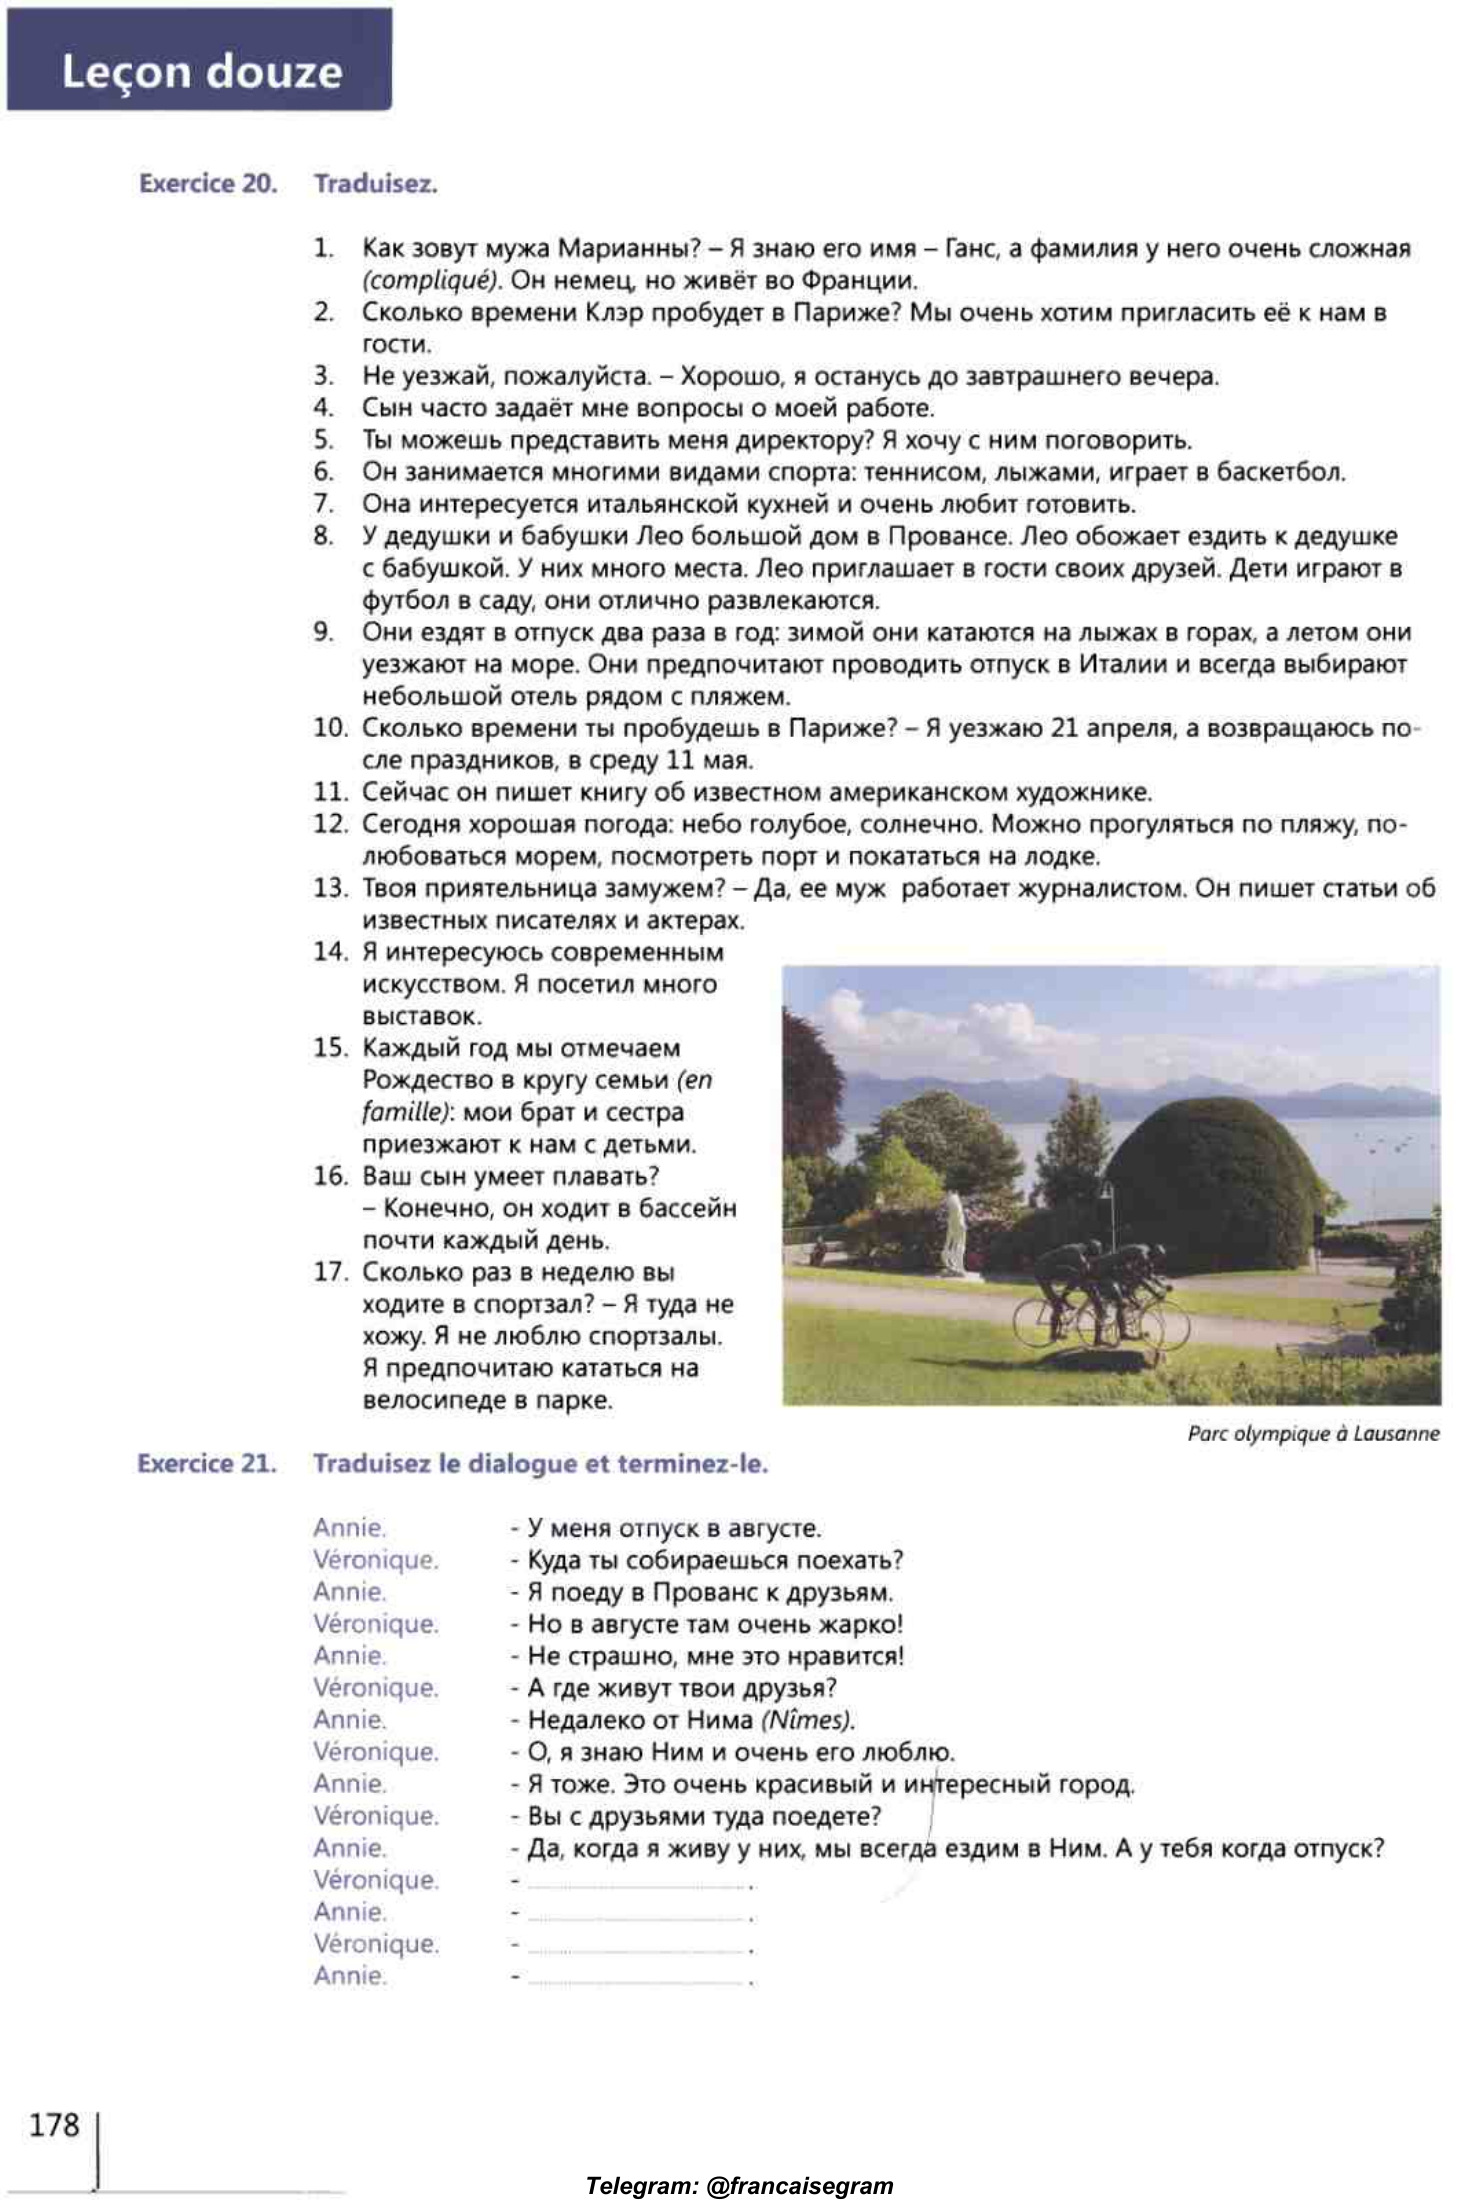 Leçon douze
Exercice 20. Traduisez.
1. Как зовут мужа Марианны? – Я знаю его имя – Ганс, а фамилия у него очень сложная
(compliqué). Он немец, но живёт во Франции.
2. Сколько времени Клэр пробудет в Париже? Мы очень хотим пригласить её к нам в
гости.
3. Не уезжай, пожалуйста. – Хорошо, я останусь до завтрашнего вечера.
4. Сын часто задаёт мне вопросы о моей работе.
5. Ты можешь представить меня директору? Я хочу с ним поговорить.
6. Он занимается многими видами спорта: теннисом, лыжами, играет в баскетбол.
7. Она интересуется итальянской кухней и очень любит готовить.
8. У дедушки и бабушки Лео большой дом в Провансе. Лео обожает ездить к дедушке
с бабушкой. У них много места. Лео приглашает в гости своих друзей. Дети играют в
футбол в саду, они отлично развлекаются.
9. Они ездят в отпуск два раза в год: зимой они катаются на лыжах в горах, а летом они
уезжают на море. Они предпочитают проводить отпуск в Италии и всегда выбирают
небольшой отель рядом с пляжем.
10. Сколько времени ты пробудешь в Париже? – Я уезжаю 21 апреля, а возвращаюсь по-
сле праздников, в среду 11 мая.
11. Сейчас он пишет книгу об известном американском художнике.
12. Сегодня хорошая погода: небо голубое, солнечно. Можно прогуляться по пляжу, по-
любоваться морем, посмотреть порт и покататься на лодке.
13. Твоя приятельница замужем? – Да, ее муж работает журналистом. Он пишет статьи об
известных писателях и актерах.
14. Я интересуюсь современным
искусством. Я посетил много
выставок.
15. Каждый год мы отмечаем
Рождество в кругу семьи (en
famille): мои брат и сестра
приезжают к нам с детьми.
16. Ваш сын умеет плавать?
– Конечно, он ходит в бассейн
почти каждый день.
17. Сколько раз в неделю вы
ходите в спортзал? – Я туда не
хожу. Я не люблю спортзалы.
Я предпочитаю кататься на
велосипеде в парке.
Parc olympique à Lausanne
Exercice 21. Traduisez le dialogue et terminez-le.
Annie. - У меня отпуск в августе.
Véronique. - Куда ты собираешься поехать?
Annie. - Я поеду в Прованс к друзьям.
Véronique. - Но в августе там очень жарко!
Annie. - Не страшно, мне это нравится!
Véronique. - А где живут твои друзья?
Annie. - Недалеко от Нима (Nîmes).
Véronique. - О, я знаю Ним и очень его люблю.
Annie. - Я тоже. Это очень красивый и интересный город.
Véronique. - Вы с друзьями туда поедете?
Annie. - Да, когда я живу у них, мы всегда ездим в Ним. А у тебя когда отпуск?
Véronique. - .
Annie. - .
Véronique. - .
Annie. - .
178
Telegram: @francaisegram